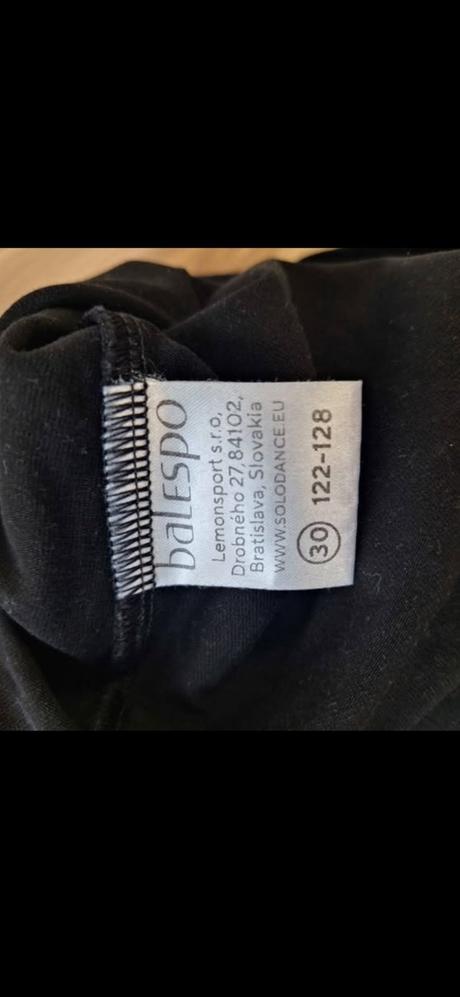 balEspo
Lemonsport s.r.o,
Drobného 27,84102,
Bratislava, Slovakia
WWW.SOLODANCE.EU
30 122-128